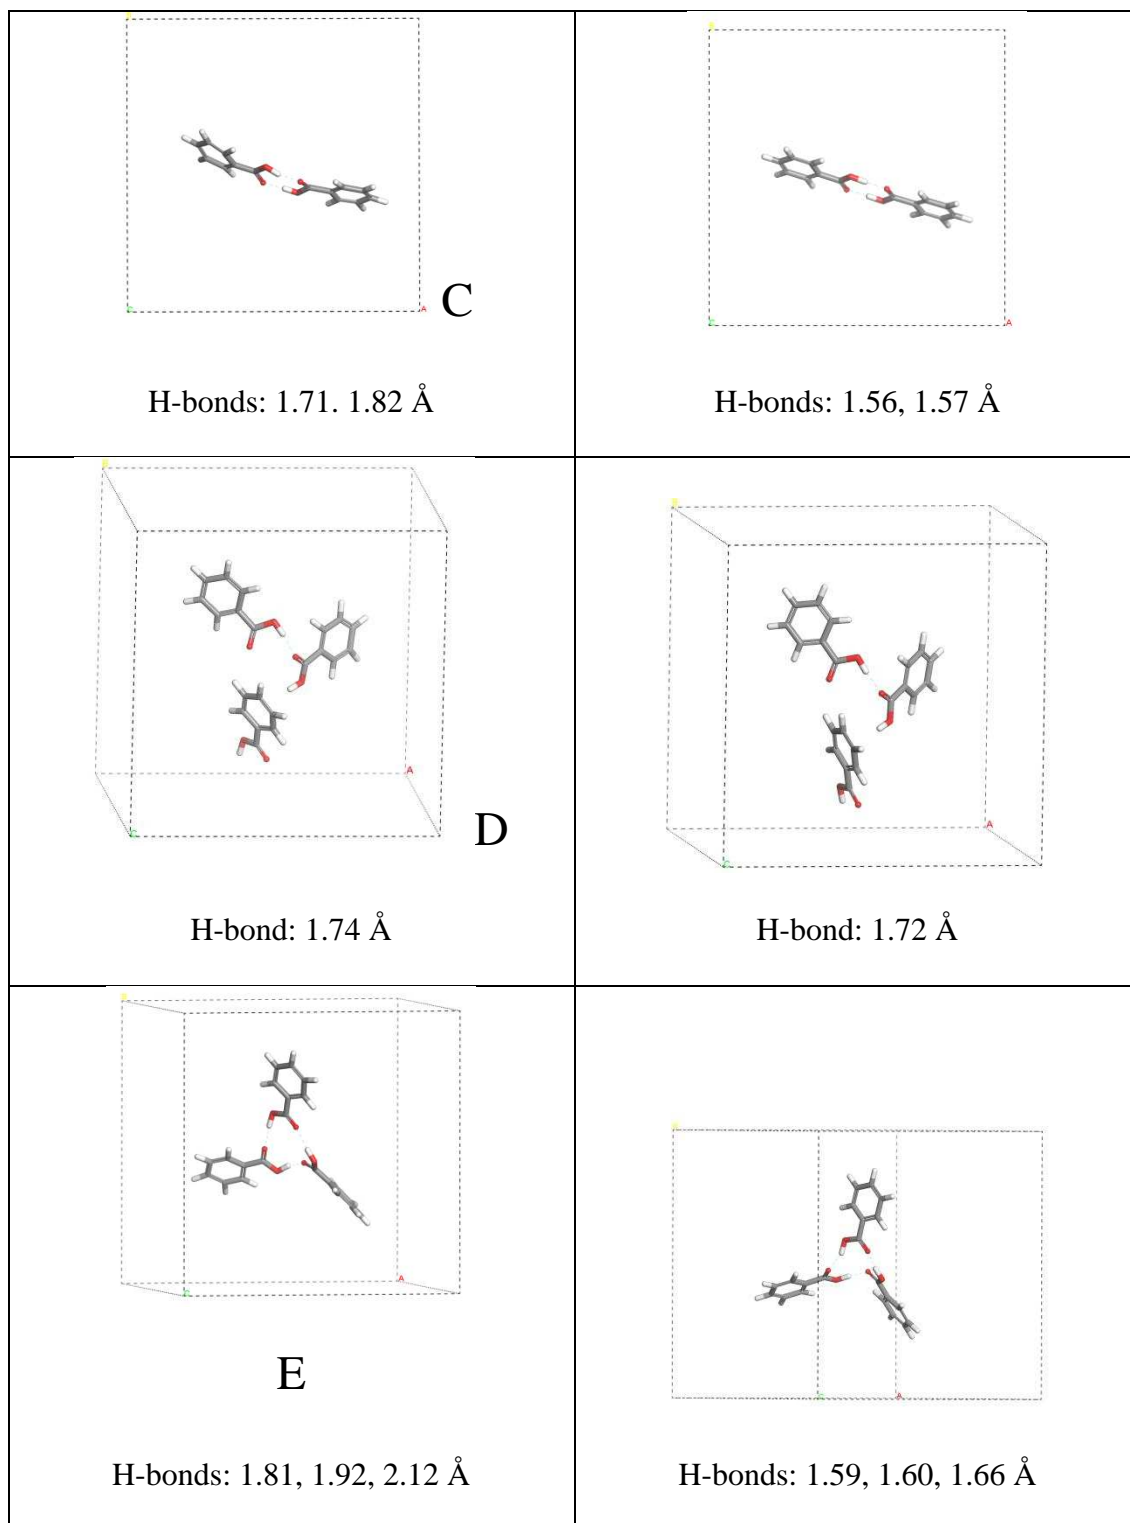 C
H-bonds: 1.71. 1.82 Å
A
C
H-bonds: 1.56, 1.57 Å
A
C
A
D
H-bond: 1.74 Å
C
A
H-bond: 1.72 Å
C
A
E
H-bonds: 1.81, 1.92, 2.12 Å
C
A
H-bonds: 1.59, 1.60, 1.66 Å